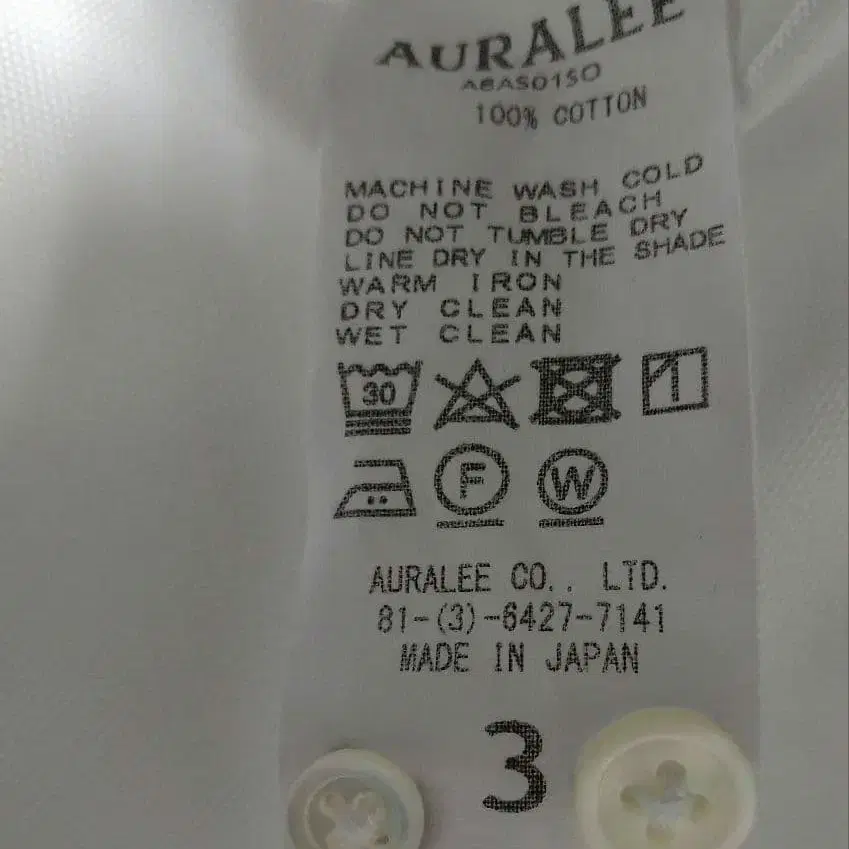 AURALEE
A8AS01SO
100% COTTON
MACHINE WASH COLD
DO NOT BLEACH
DO NOT TUMBLE DRY
LINE DRY IN THE SHADE
WARM IRON
DRY CLEAN
WET CLEAN
30
F W
AURALEE CO., LTD.
81-(3)-6427-7141
MADE IN JAPAN
3